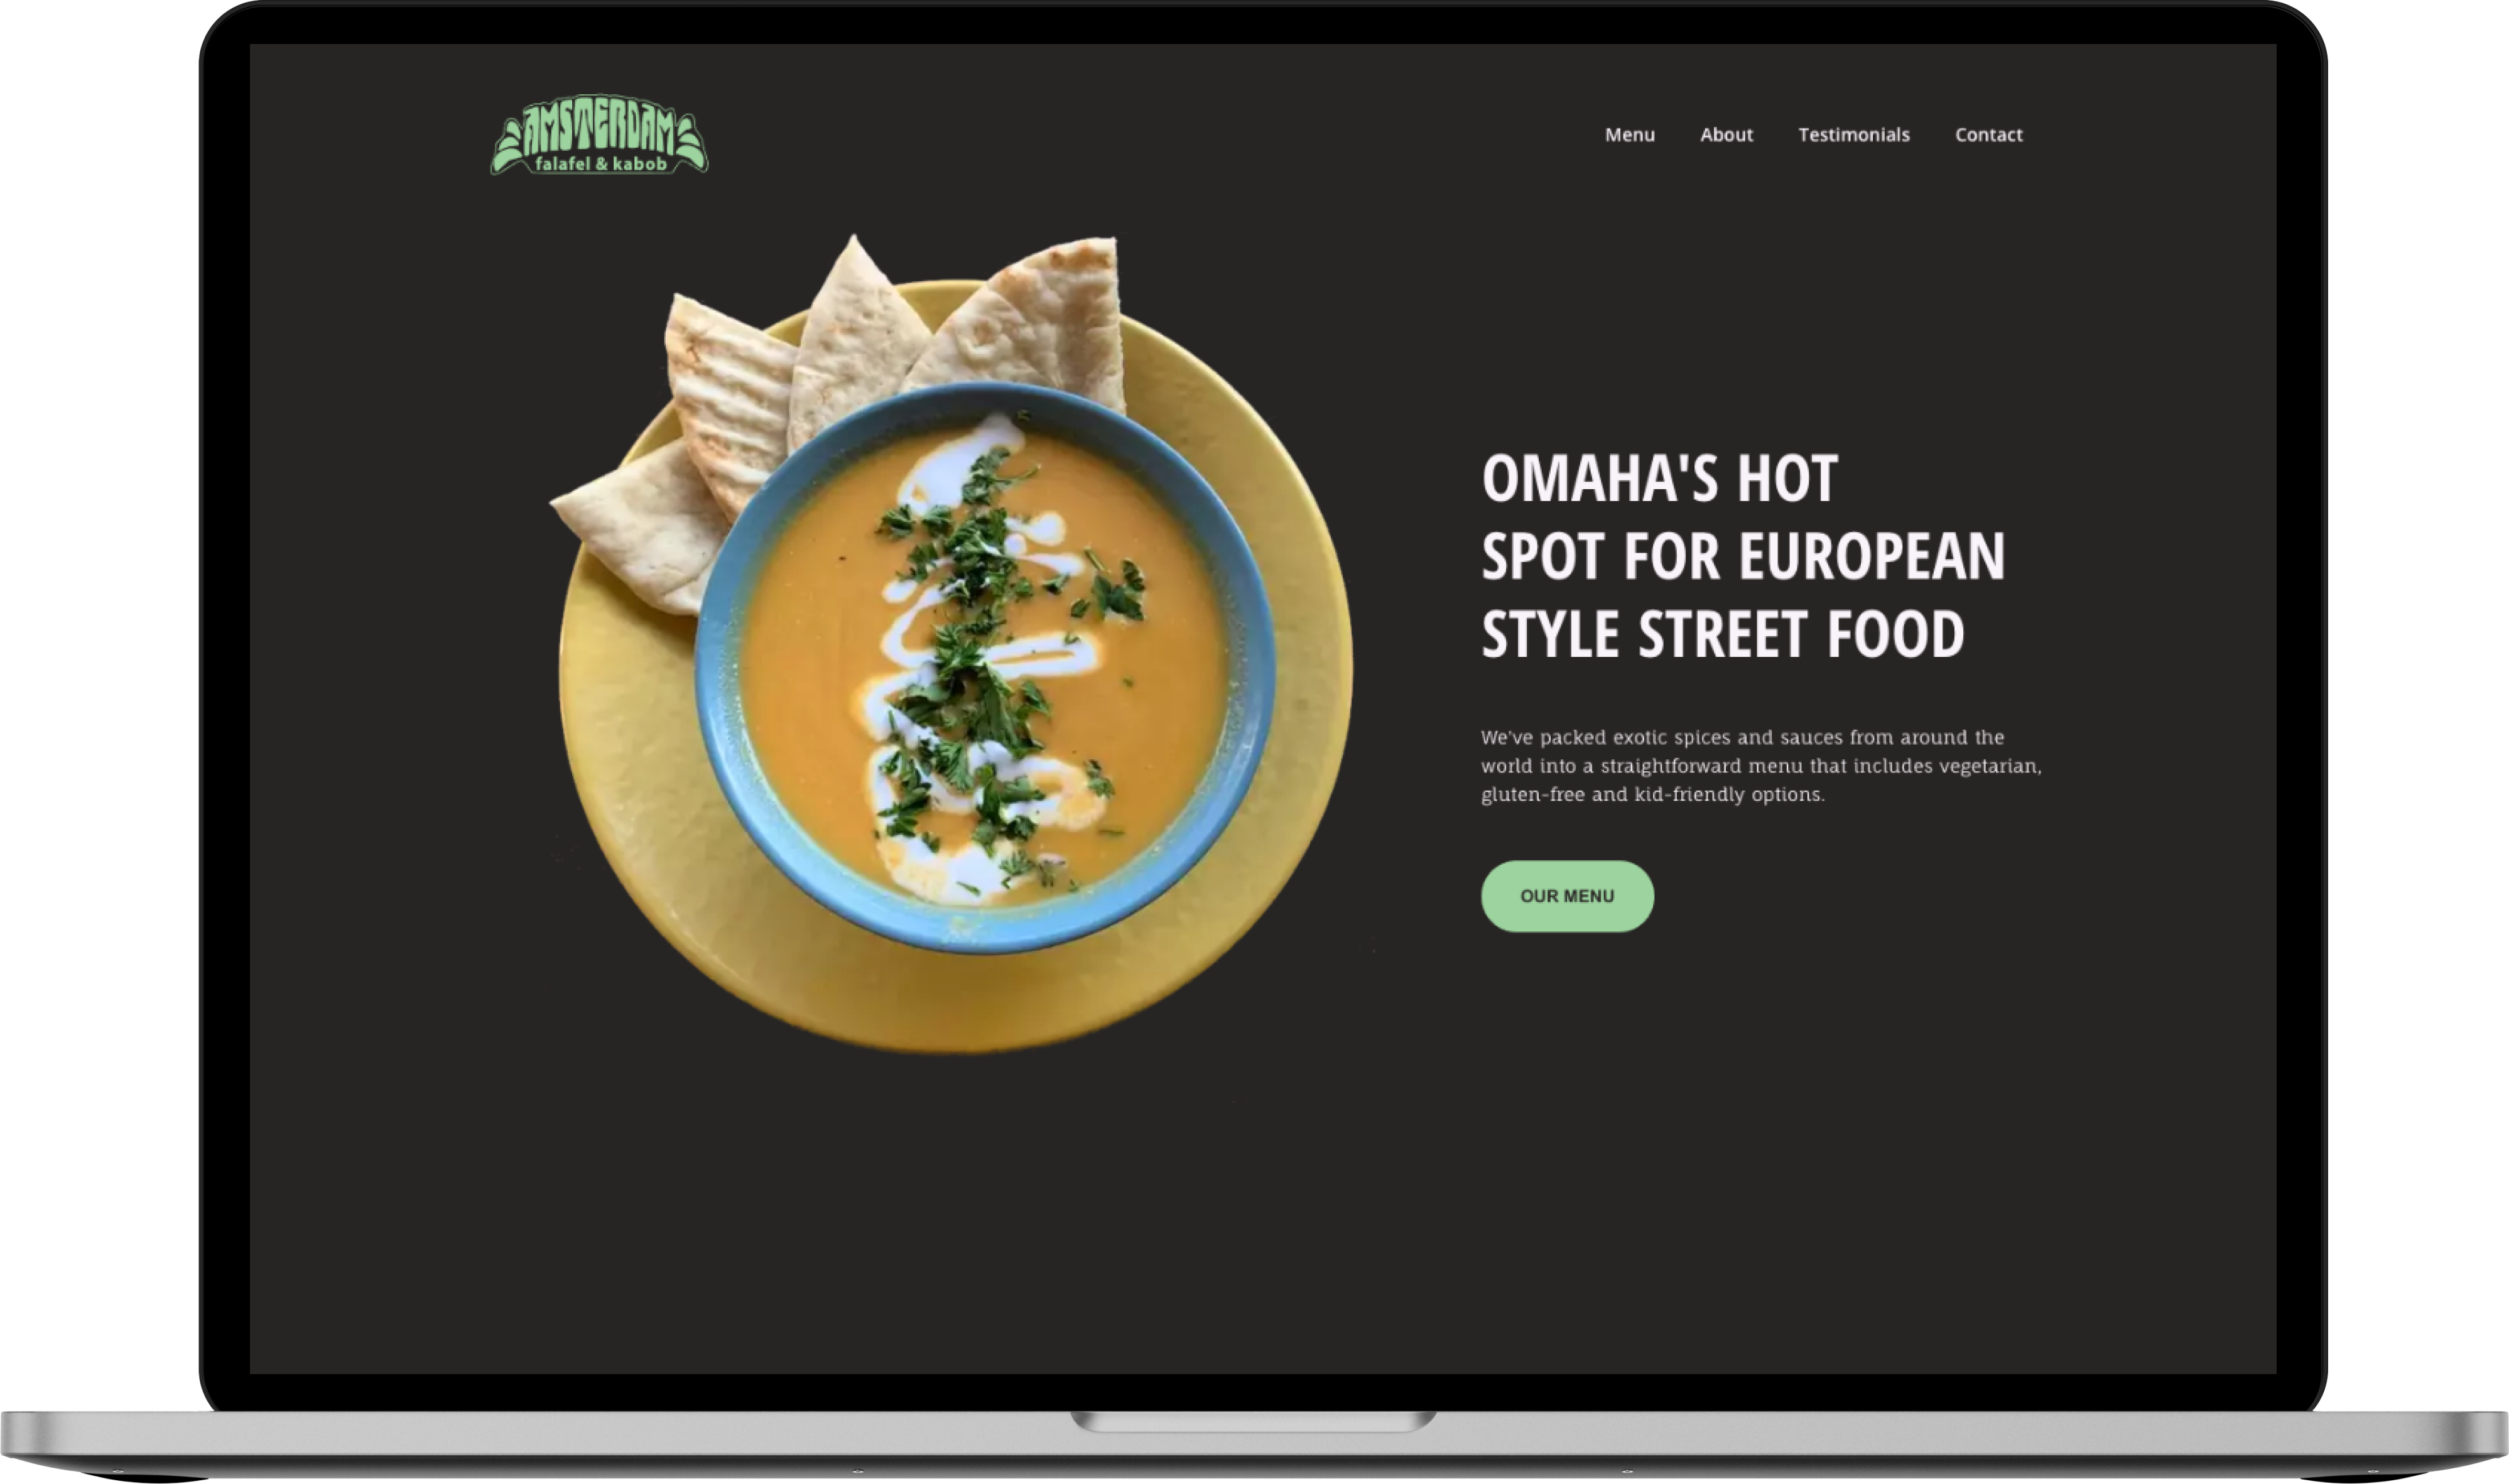 AMSTERDAM
falafel & kabob
Menu About Testimonials Contact
OMAHA'S HOT
SPOT FOR EUROPEAN
STYLE STREET FOOD
We've packed exotic spices and sauces from around the
world into a straightforward menu that includes vegetarian,
gluten-free and kid-friendly options.
OUR MENU